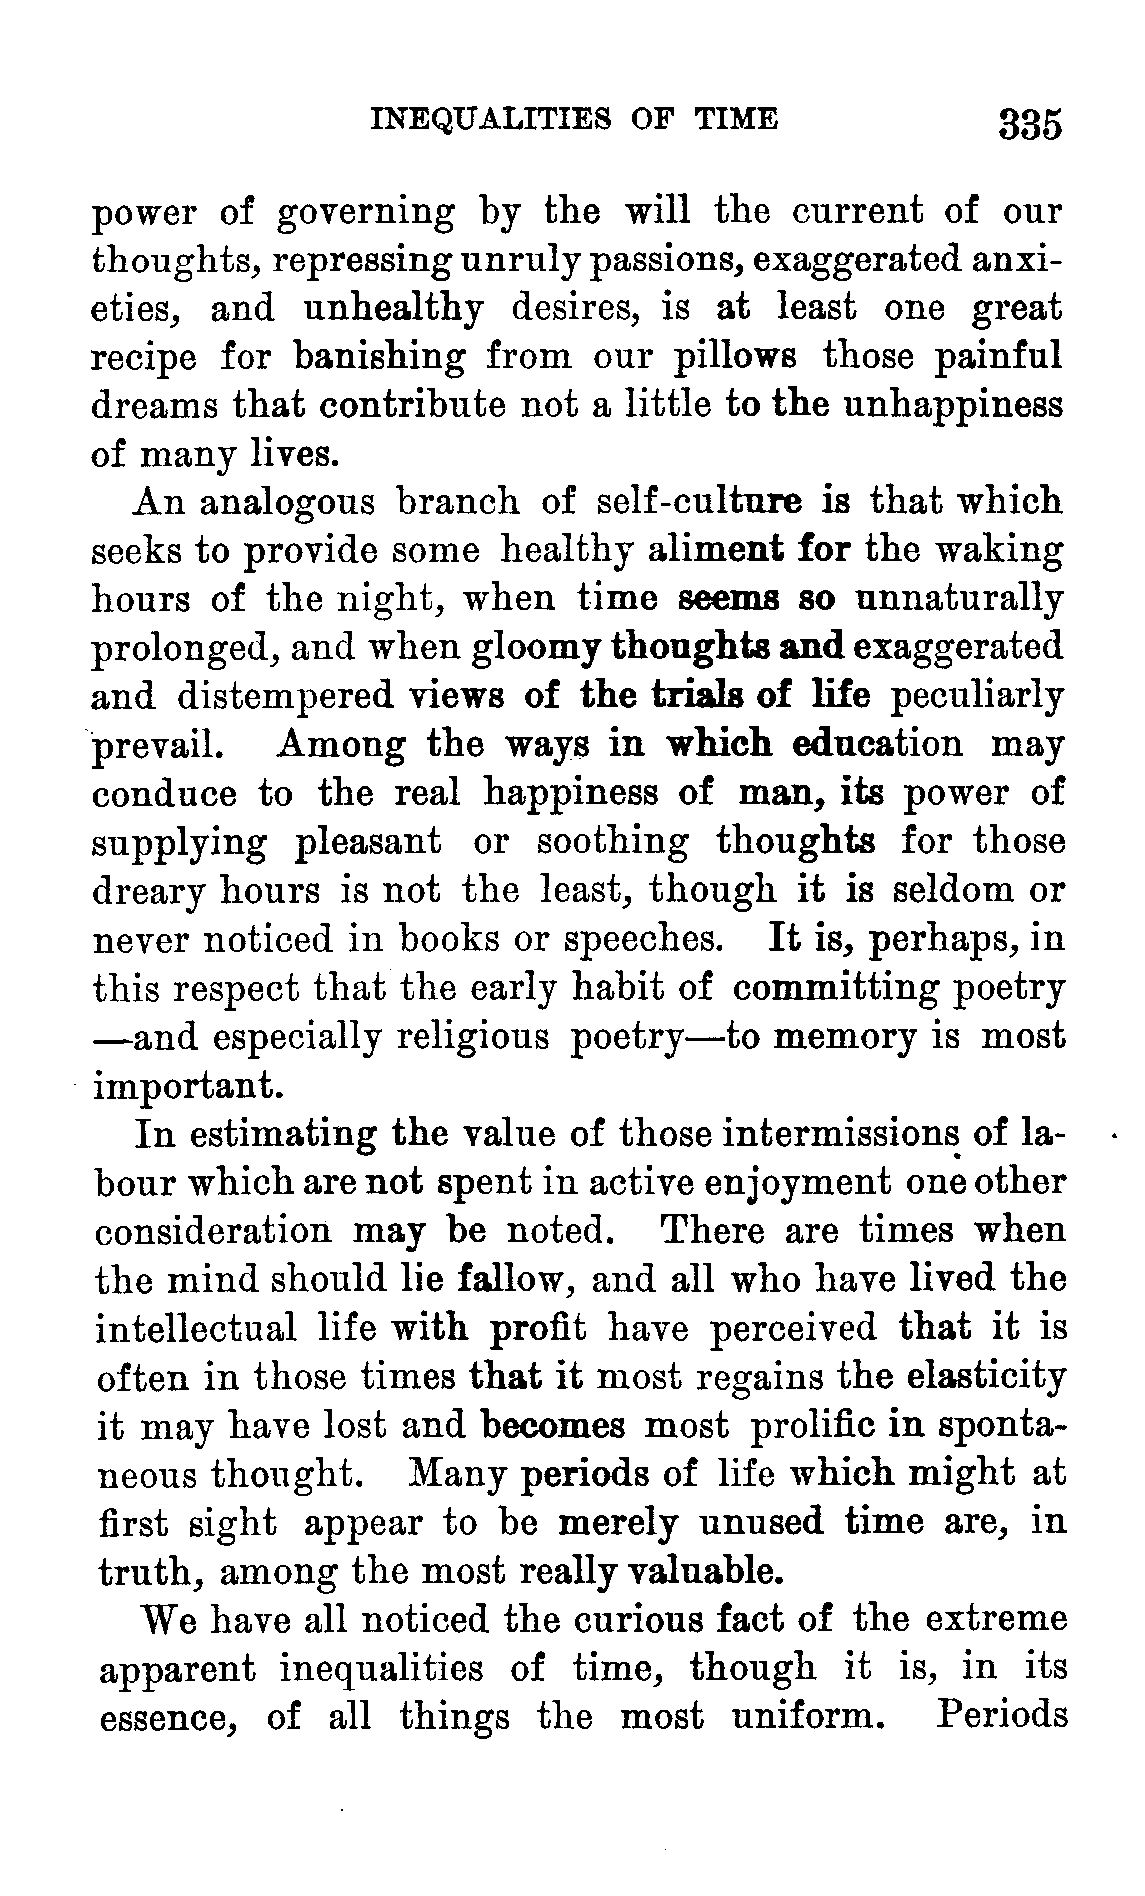 INEQUALITIES OF TIME 335
power of governing by the will the current of our
thoughts, repressing unruly passions, exaggerated anxi-
eties, and unhealthy desires, is at least one great
recipe for banishing from our pillows those painful
dreams that contribute not a little to the unhappiness
of many lives.
An analogous branch of self-culture is that which
seeks to provide some healthy aliment for the waking
hours of the night, when time seems so unnaturally
prolonged, and when gloomy thoughts and exaggerated
and distempered views of the trials of life peculiarly
prevail. Among the ways in which education may
conduce to the real happiness of man, its power of
supplying pleasant or soothing thoughts for those
dreary hours is not the least, though it is seldom or
never noticed in books or speeches. It is, perhaps, in
this respect that the early habit of committing poetry
—and especially religious poetry—to memory is most
important.
In estimating the value of those intermissions of la-
bour which are not spent in active enjoyment one other
consideration may be noted. There are times when
the mind should lie fallow, and all who have lived the
intellectual life with profit have perceived that it is
often in those times that it most regains the elasticity
it may have lost and becomes most prolific in sponta-
neous thought. Many periods of life which might at
first sight appear to be merely unused time are, in
truth, among the most really valuable.
We have all noticed the curious fact of the extreme
apparent inequalities of time, though it is, in its
essence, of all things the most uniform. Periods